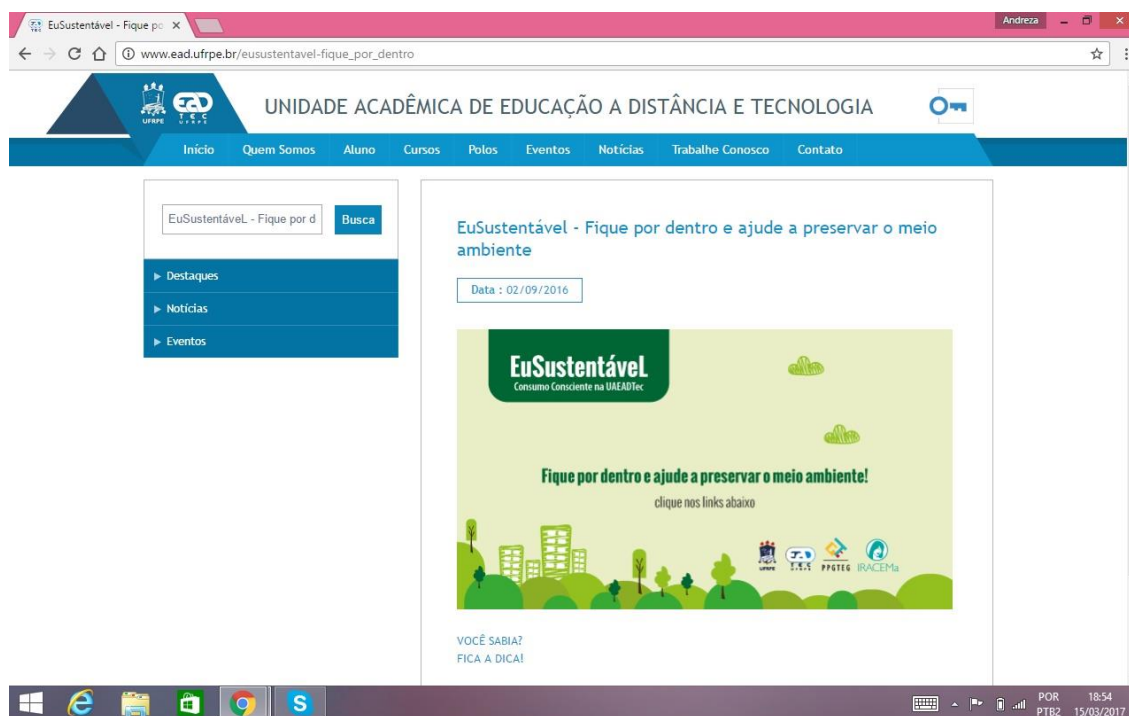 EuSustentável - Fique po
Andreza
www.ead.ufrpe.br/eusustentavel-fique_por_dentro
UFRPE
EAD
TEC
UFRPE
UNIDADE ACADÊMICA DE EDUCAÇÃO A DISTÂNCIA E TECNOLOGIA
Início Quem Somos Aluno Cursos Polos Eventos Notícias Trabalhe Conosco Contato
EuSustentáveL - Fique por d
Busca
Destaques
Notícias
Eventos
EuSustentável - Fique por dentro e ajude a preservar o meio
ambiente
Data : 02/09/2016
EuSustentáveL
Consumo Consciente na UAEADTec
Fique por dentro e ajude a preservar o meio ambiente!
clique nos links abaixo
UFRPE
PPGTEG
IRACEMa
VOCÊ SABIA?
FICA A DICA!
POR
PTB2
18:54
15/03/2017